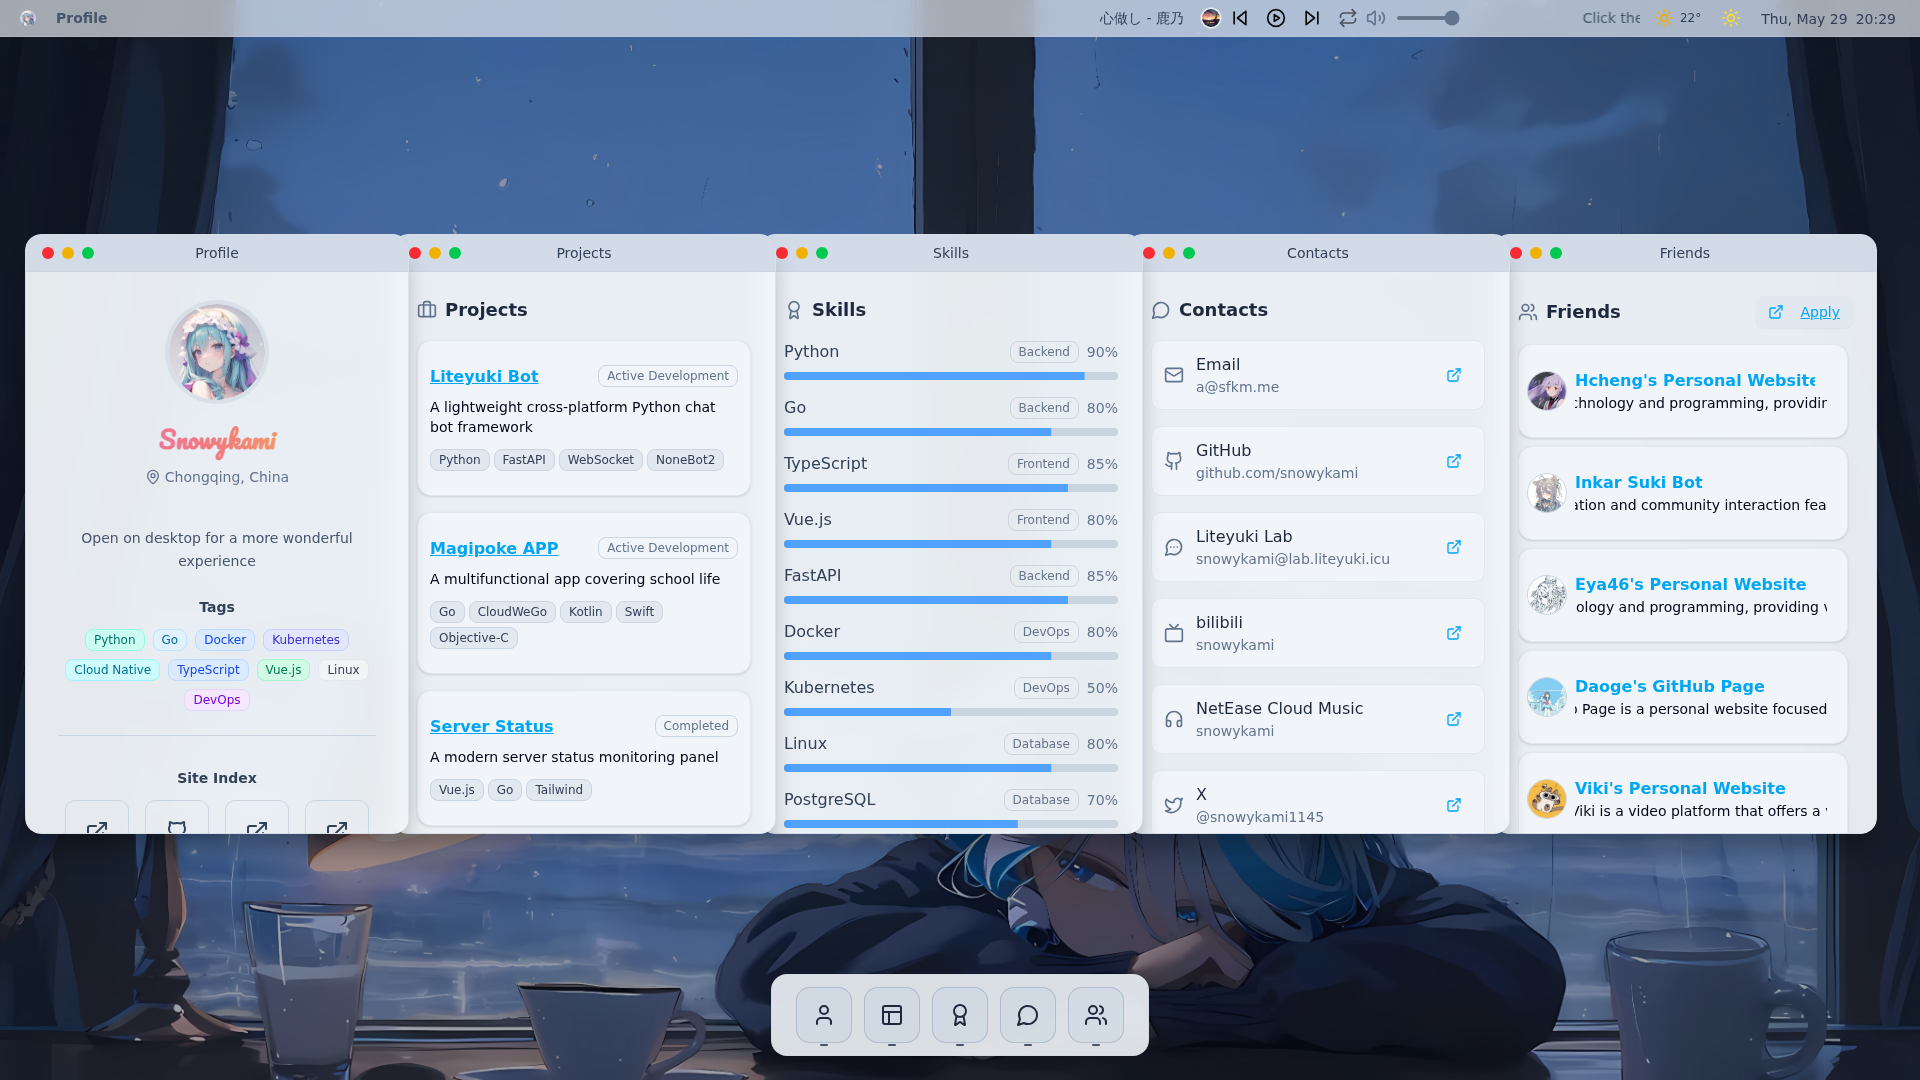 Profile
心做し - 鹿乃
Click the
22°
Thu, May 29 20:29
Profile
Snowykami
Chongqing, China
Open on desktop for a more wonderful
experience
Tags
Python Go Docker Kubernetes
Cloud Native TypeScript Vue.js Linux
DevOps
Site Index
Projects
Projects
Liteyuki Bot Active Development
A lightweight cross-platform Python chat
bot framework
Python FastAPI WebSocket NoneBot2
Magipoke APP Active Development
A multifunctional app covering school life
Go CloudWeGo Kotlin Swift
Objective-C
Server Status Completed
A modern server status monitoring panel
Vue.js Go Tailwind
Skills
Skills
Python Backend 90%
Go Backend 80%
TypeScript Frontend 85%
Vue.js Frontend 80%
FastAPI Backend 85%
Docker DevOps 80%
Kubernetes DevOps 50%
Linux Database 80%
PostgreSQL Database 70%
Contacts
Contacts
Email
a@sfkm.me
GitHub
github.com/snowykami
Liteyuki Lab
snowykami@lab.liteyuki.icu
bilibili
snowykami
NetEase Cloud Music
snowykami
X
@snowykami1145
Friends
Friends Apply
Hcheng's Personal Website
chnology and programming, providin
Inkar Suki Bot
ation and community interaction fea
Eya46's Personal Website
ology and programming, providing
Daoge's GitHub Page
Page is a personal website focused
Viki's Personal Website
Viki is a video platform that offers a